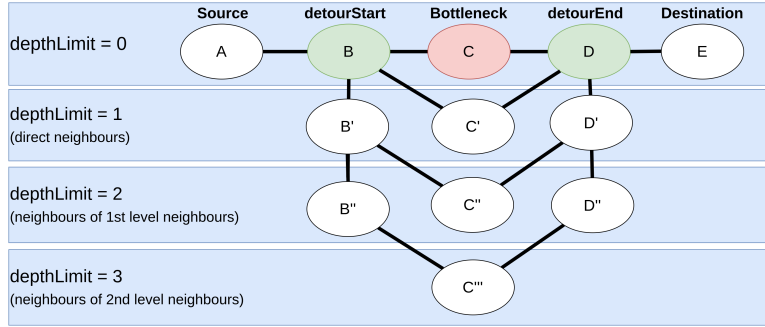 Source detourStart Bottleneck detourEnd Destination
depthLimit = 0
A B C D E
depthLimit = 1
(direct neighbours)
B' C' D'
depthLimit = 2
(neighbours of 1st level neighbours)
B'' C'' D''
depthLimit = 3
(neighbours of 2nd level neighbours)
C'''